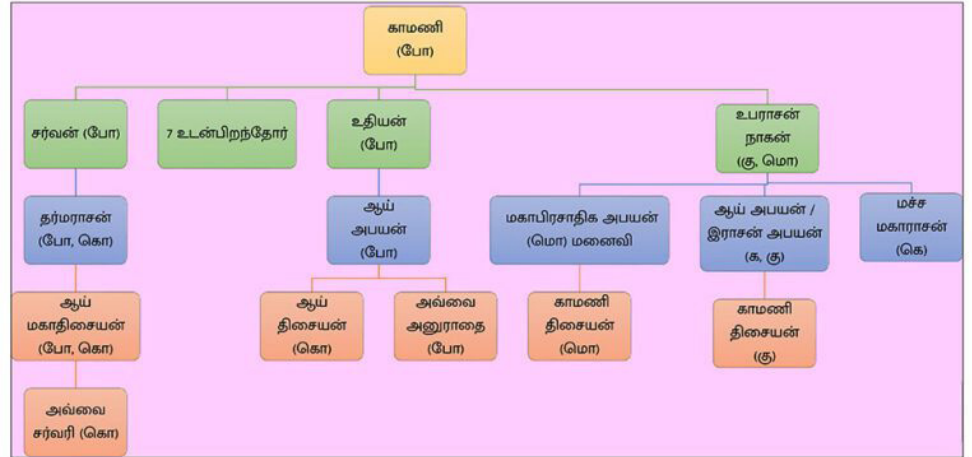 காமணி
(போ)
சர்வன் (போ)
7 உடன்பிறந்தோர்
உதியன்
(போ)
உபராசன்
நாகன்
(கு, மொ)
தர்மராசன்
(போ, கொ)
ஆய்
அபயன்
(போ)
மகாபிரசாதிக அபயன்
(மொ) மனைவி
ஆய் அபயன் /
இராசன் அபயன்
(க, கு)
மச்ச
மகாராசன்
(கெ)
ஆய்
மகாதிசையன்
(போ, கொ)
ஆய்
திசையன்
(கொ)
அவ்வை
அனுராதை
(போ)
காமணி
திசையன்
(மொ)
காமணி
திசையன்
(கு)
அவ்வை
சர்வரி (கொ)